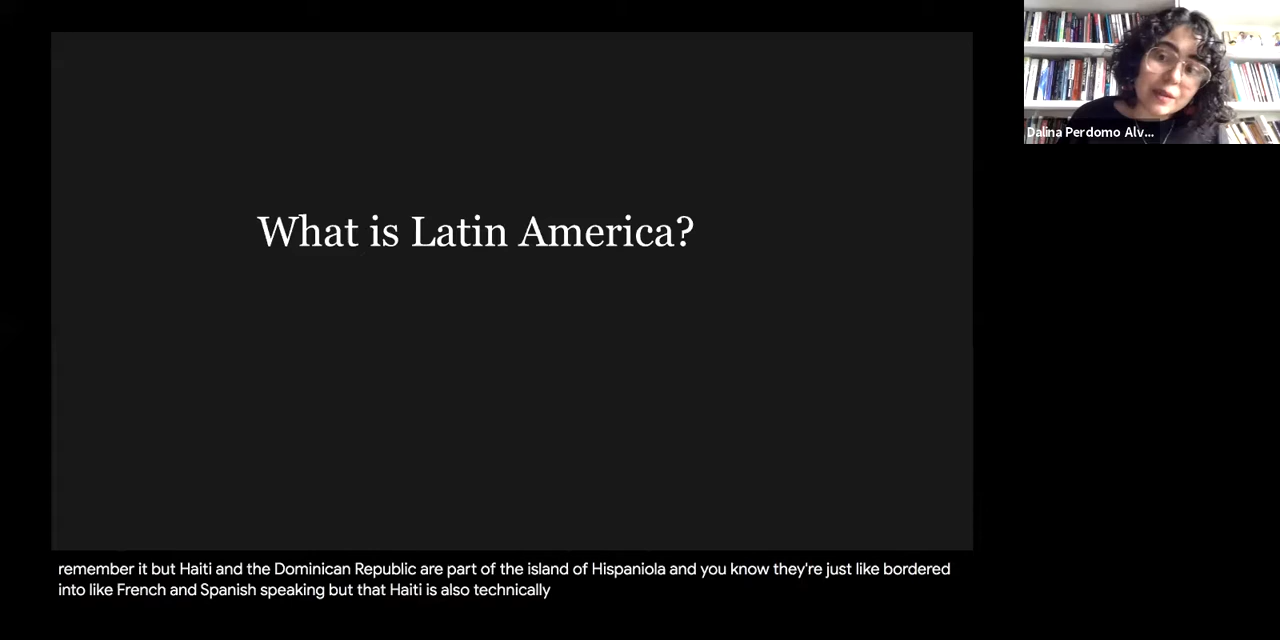 What is Latin America?
Dalina Perdomo Alv...
remember it but Haiti and the Dominican Republic are part of the island of Hispaniola and you know they're just like bordered
into like French and Spanish speaking but that Haiti is also technically